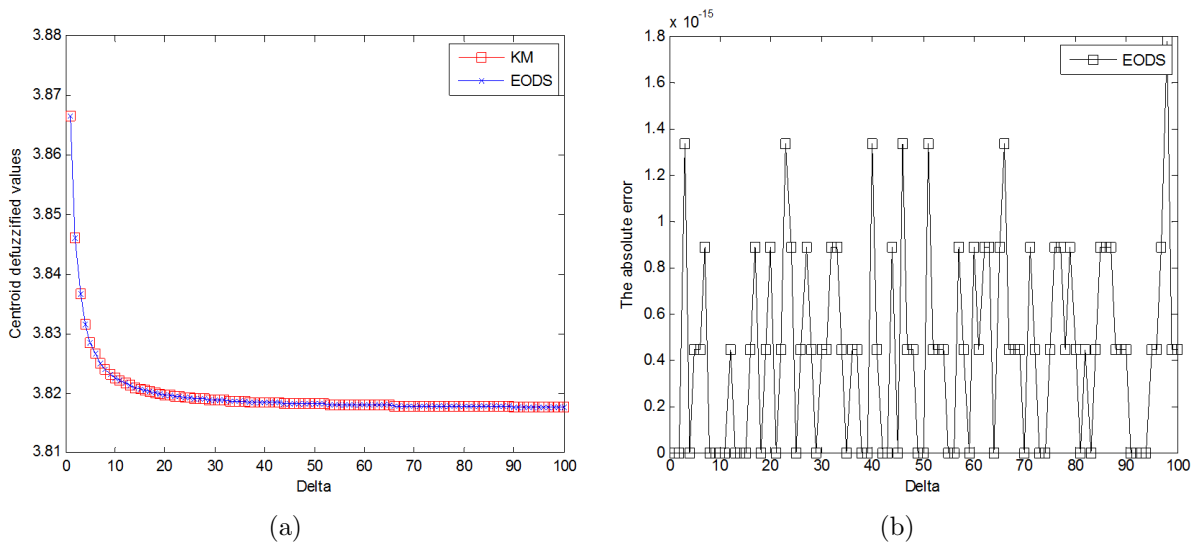 3.88
3.87
3.86
3.85
3.84
3.83
3.82
3.81
Centroid defuzzified values
KM
EODS
0 10 20 30 40 50 60 70 80 90 100
Delta
(a)
x 10-15
1.8
1.6
1.4
1.2
1
0.8
0.6
0.4
0.2
0
The absolute error
EODS
0 10 20 30 40 50 60 70 80 90 100
Delta
(b)